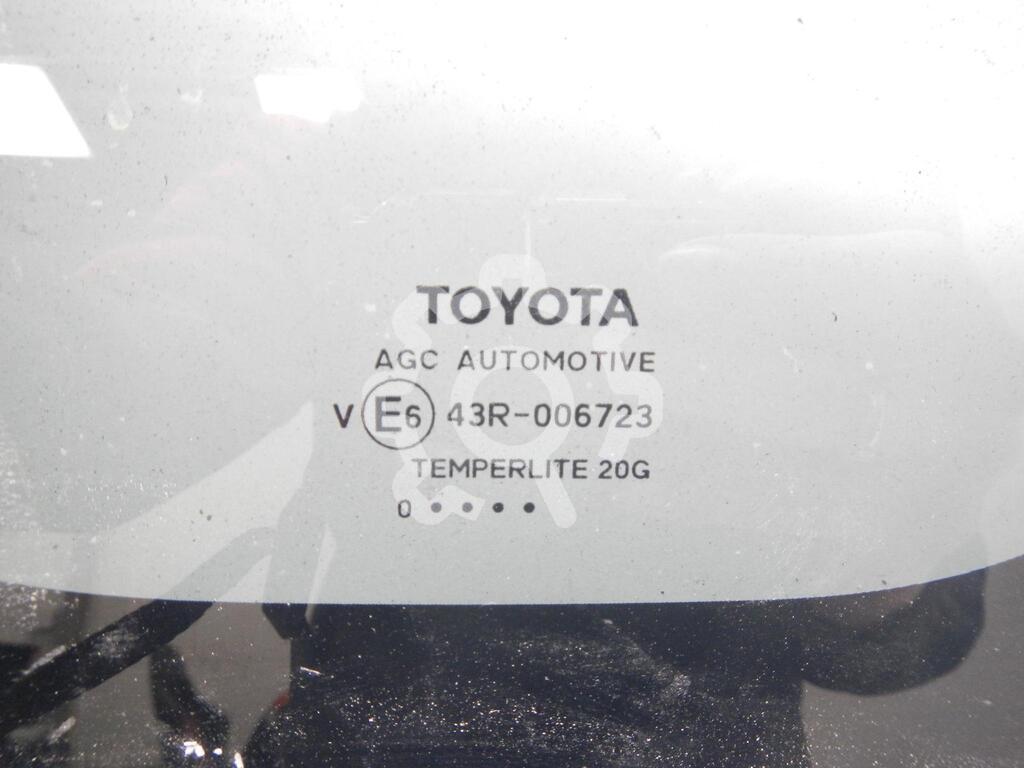 TOYOTA
AGC AUTOMOTIVE
V E6 43R-006723
TEMPERLITE 20G
0 • • • •